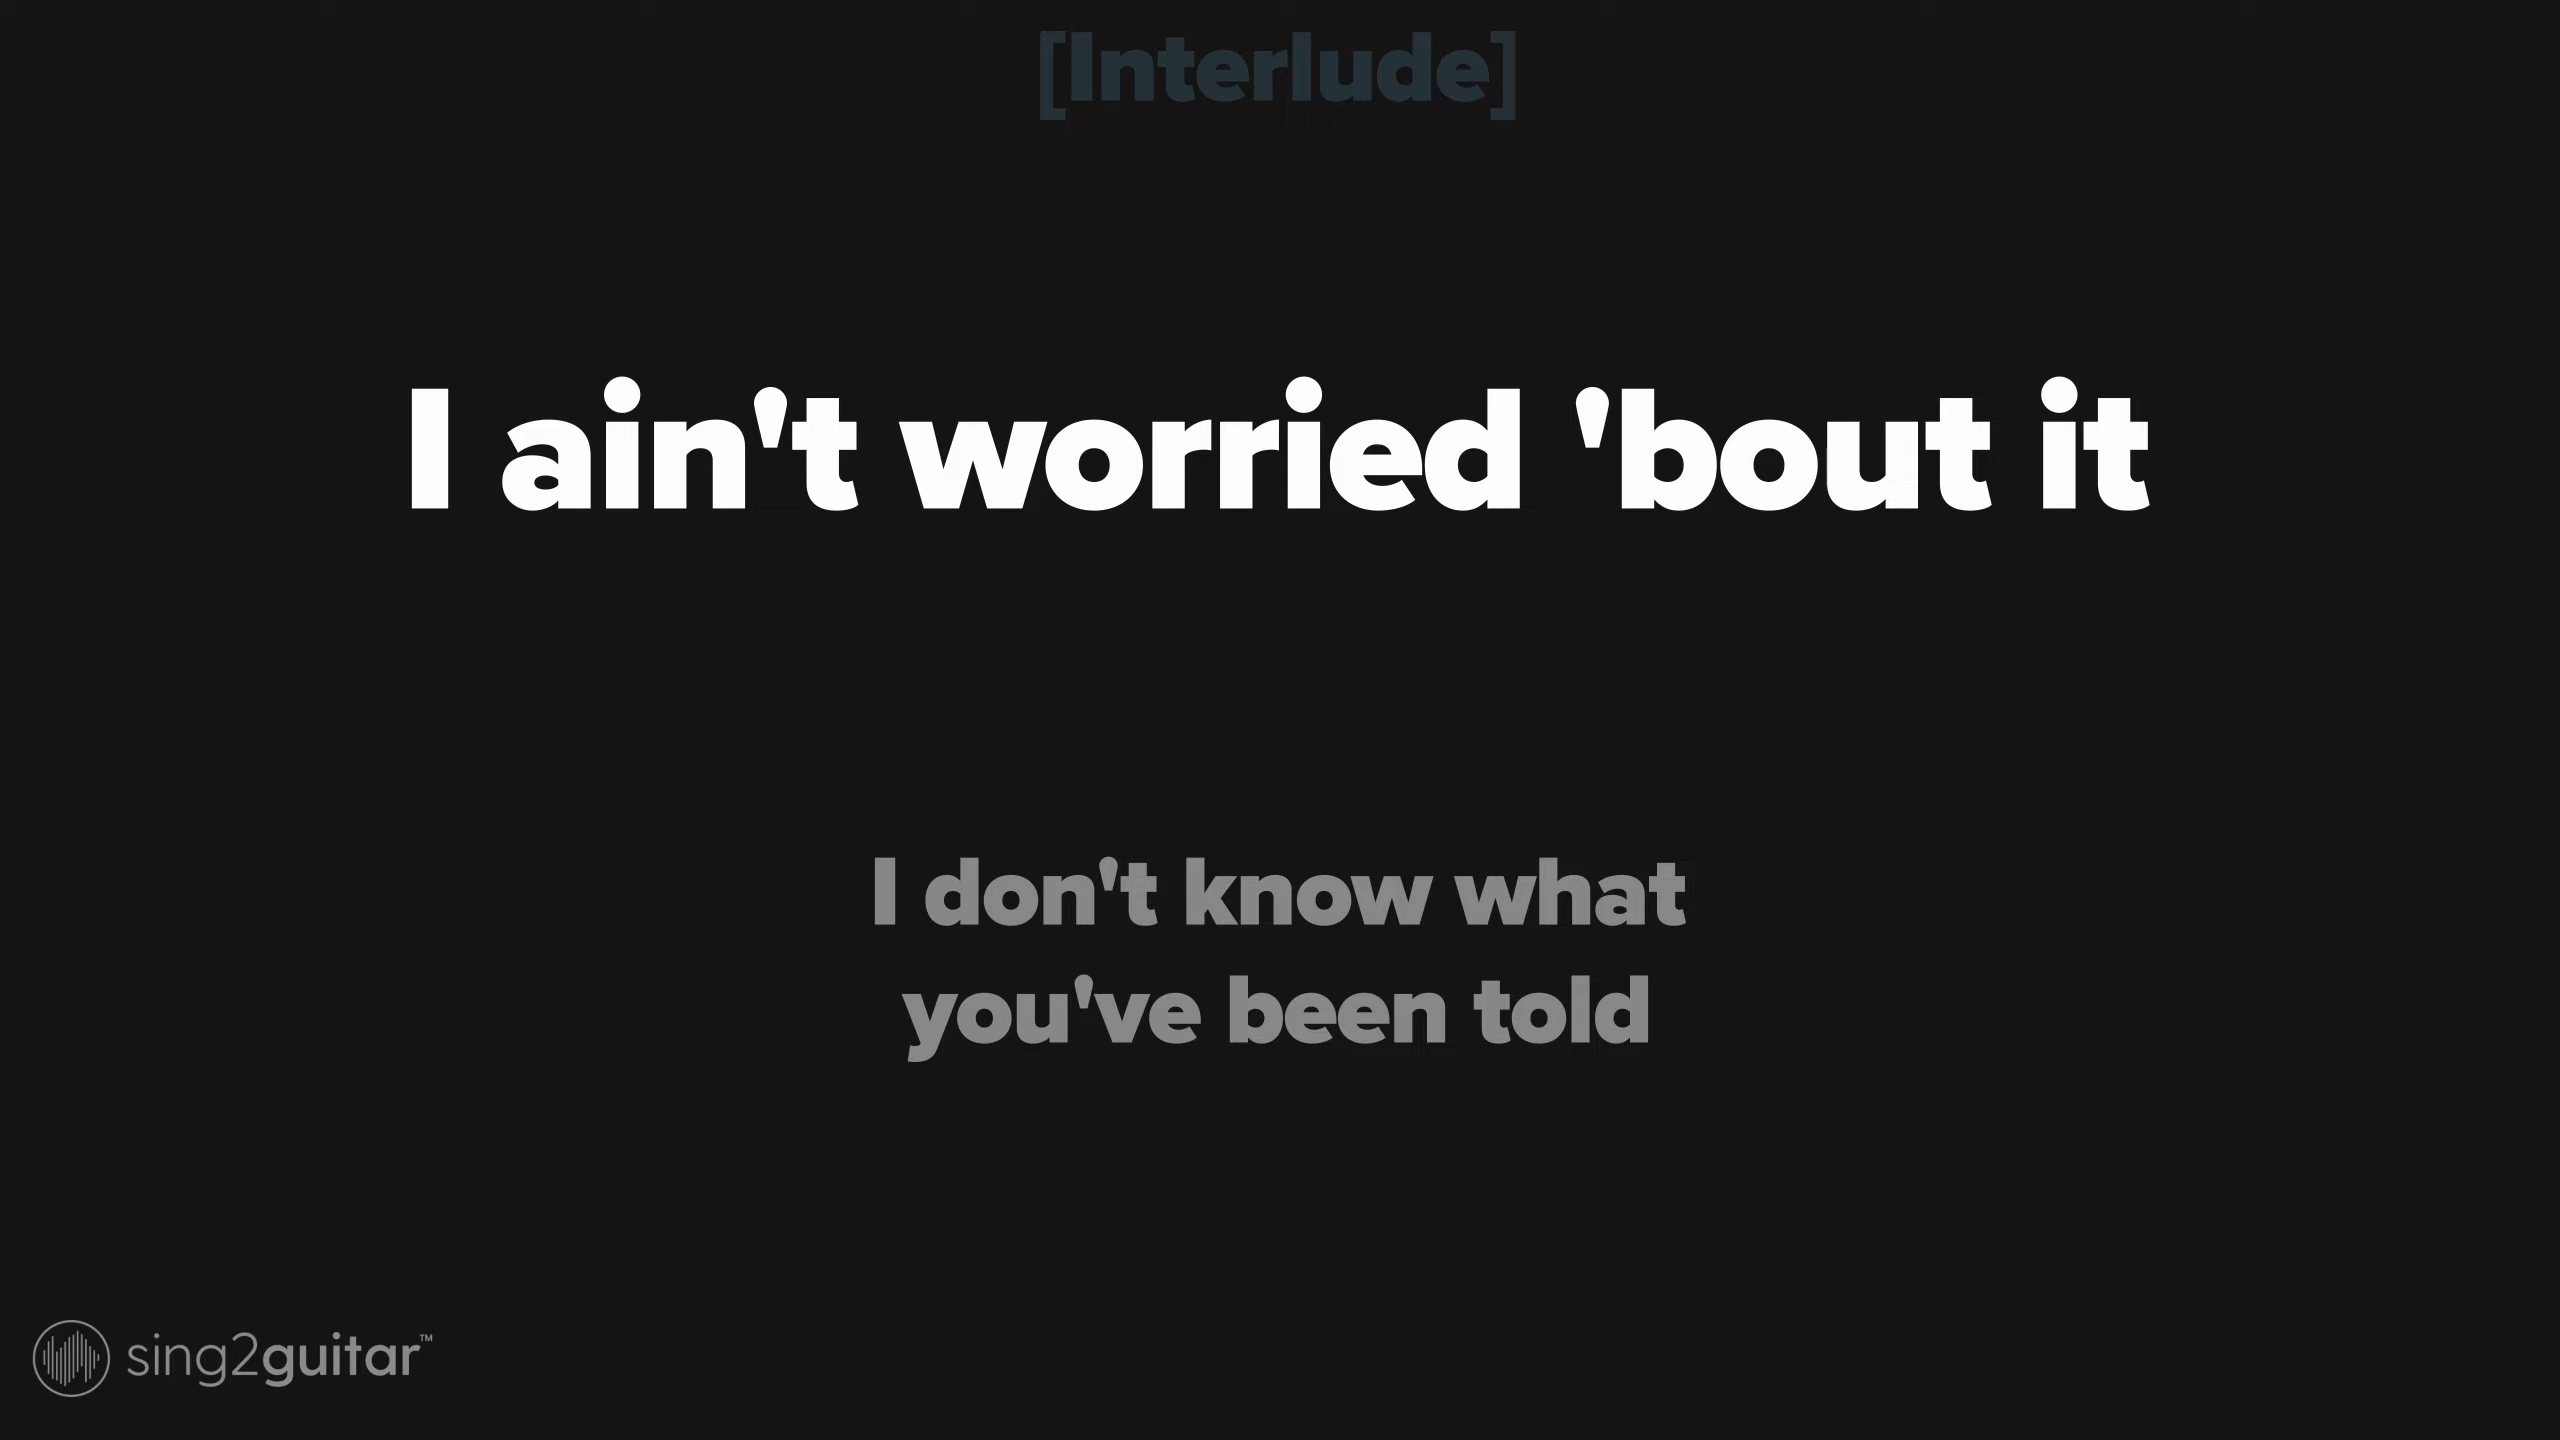 [Interlude]
I ain't worried 'bout it
I don't know what
you've been told
sing2guitar™